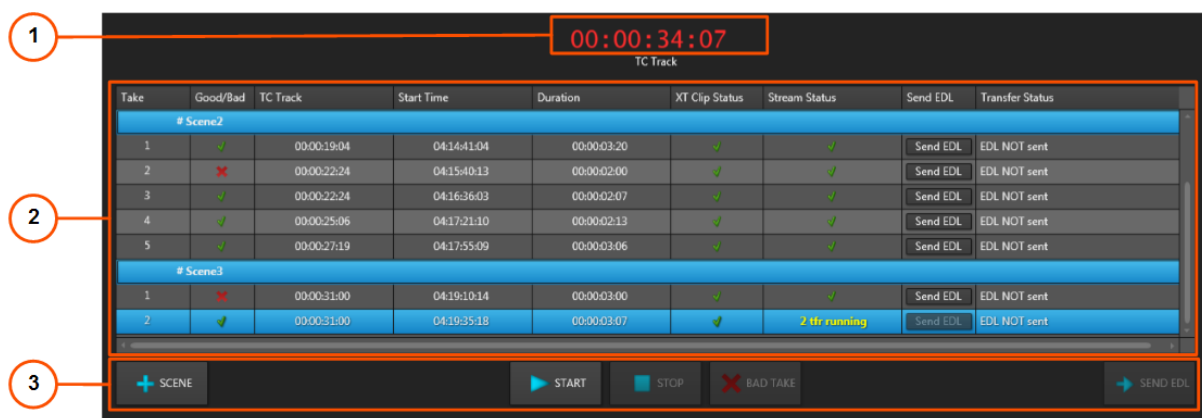 1
00:00:34:07
TC Track
2
Take Good/Bad TC Track Start Time Duration XT Clip Status Stream Status Send EDL Transfer Status
# Scene2
1 00:00:19:04 04:14:41:04 00:00:03:20 Send EDL EDL NOT sent
2 00:00:22:24 04:15:40:13 00:00:02:00 Send EDL EDL NOT sent
3 00:00:22:24 04:16:36:03 00:00:02:07 Send EDL EDL NOT sent
4 00:00:25:06 04:17:21:10 00:00:02:13 Send EDL EDL NOT sent
5 00:00:27:19 04:17:55:09 00:00:03:06 Send EDL EDL NOT sent
# Scene3
1 00:00:31:00 04:19:10:14 00:00:03:00 Send EDL EDL NOT sent
2 00:00:31:00 04:19:35:18 00:00:03:07 2 tfr running Send EDL EDL NOT sent
3
SCENE START STOP BAD TAKE SEND EDL